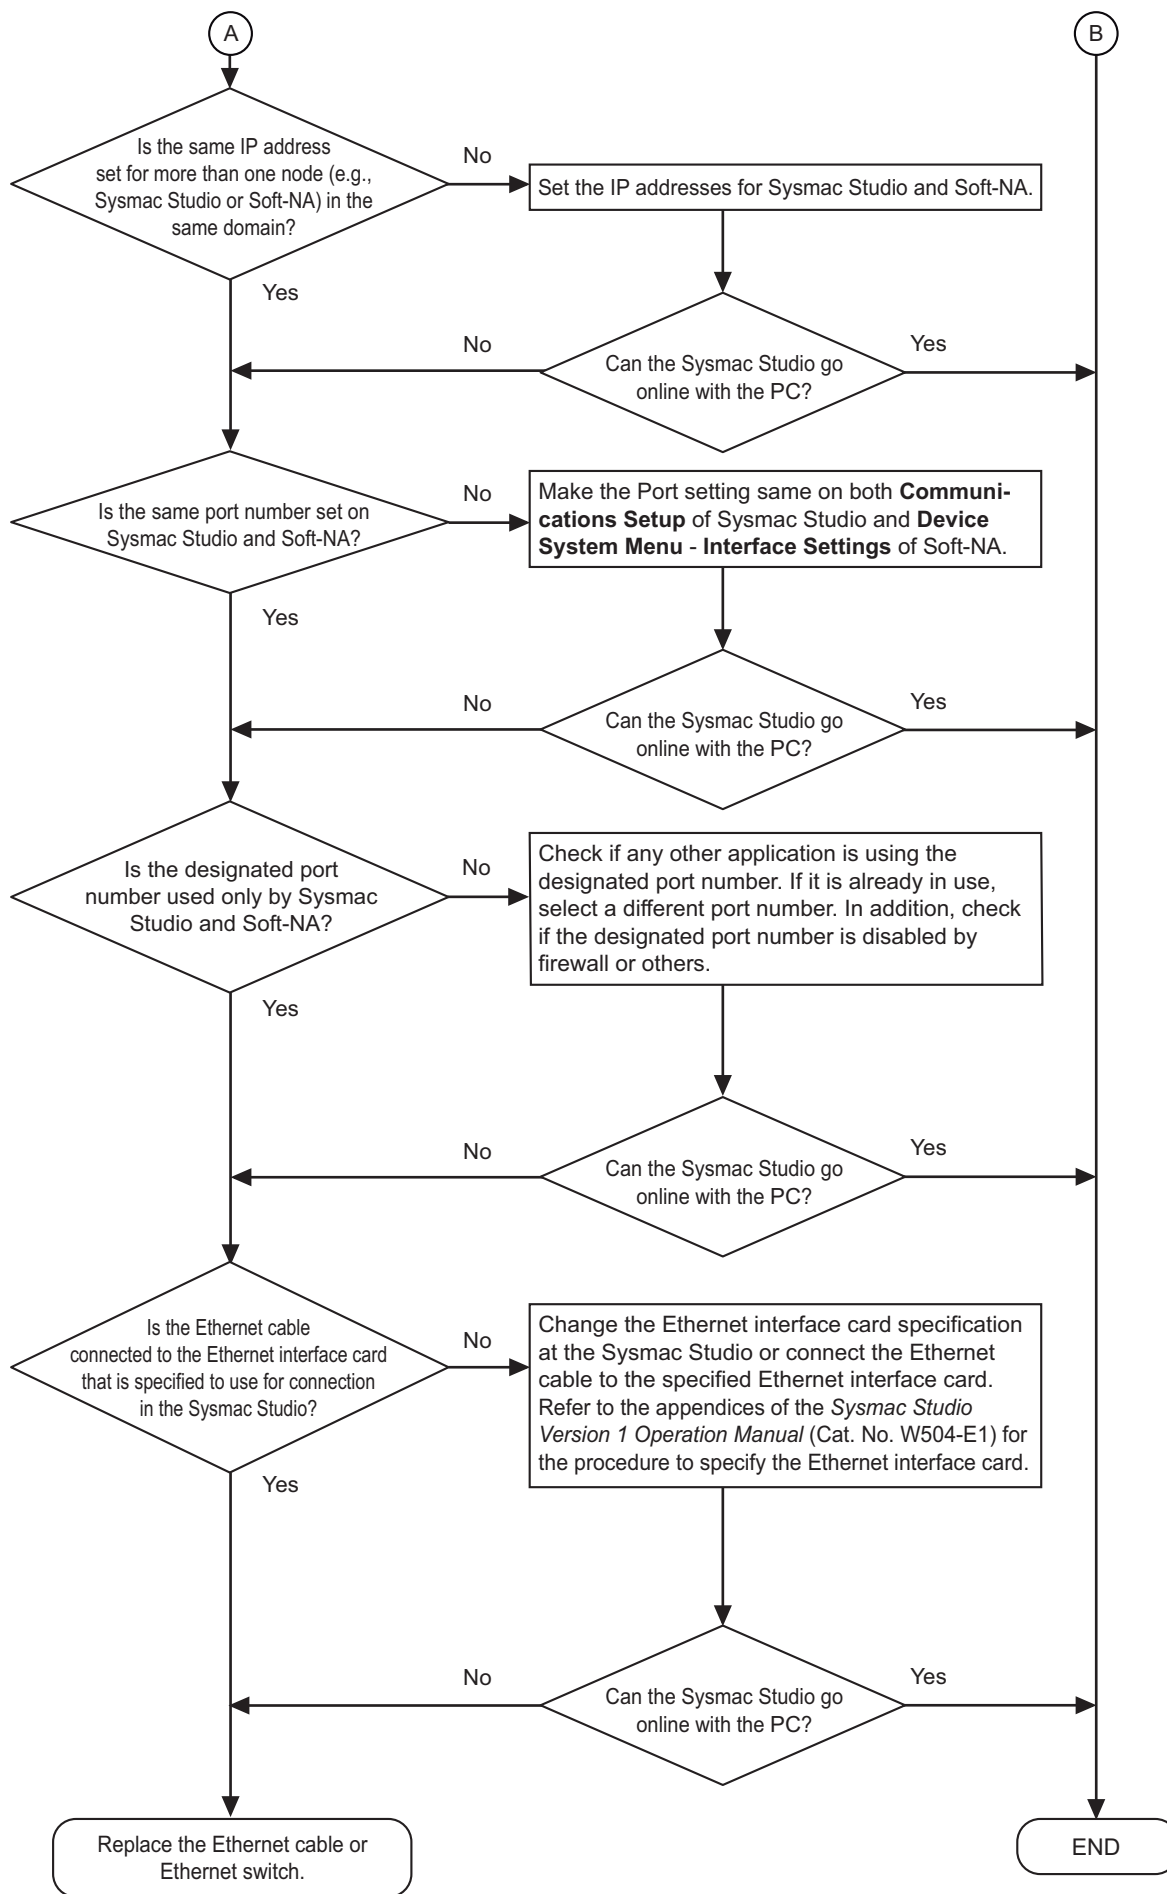 A
B
Is the same IP address
set for more than one node (e.g.,
Sysmac Studio or Soft-NA) in the
same domain?
No
Set the IP addresses for Sysmac Studio and Soft-NA.
Yes
No
Can the Sysmac Studio go
online with the PC?
Yes
Is the same port number set on
Sysmac Studio and Soft-NA?
No
Make the Port setting same on both Communi-
cations Setup of Sysmac Studio and Device
System Menu - Interface Settings of Soft-NA.
Yes
No
Can the Sysmac Studio go
online with the PC?
Yes
Is the designated port
number used only by Sysmac
Studio and Soft-NA?
No
Check if any other application is using the
designated port number. If it is already in use,
select a different port number. In addition, check
if the designated port number is disabled by
firewall or others.
Yes
No
Can the Sysmac Studio go
online with the PC?
Yes
Is the Ethernet cable
connected to the Ethernet interface card
that is specified to use for connection
in the Sysmac Studio?
No
Change the Ethernet interface card specification
at the Sysmac Studio or connect the Ethernet
cable to the specified Ethernet interface card.
Refer to the appendices of the Sysmac Studio
Version 1 Operation Manual (Cat. No. W504-E1) for
the procedure to specify the Ethernet interface card.
Yes
No
Can the Sysmac Studio go
online with the PC?
Yes
Replace the Ethernet cable or
Ethernet switch.
END